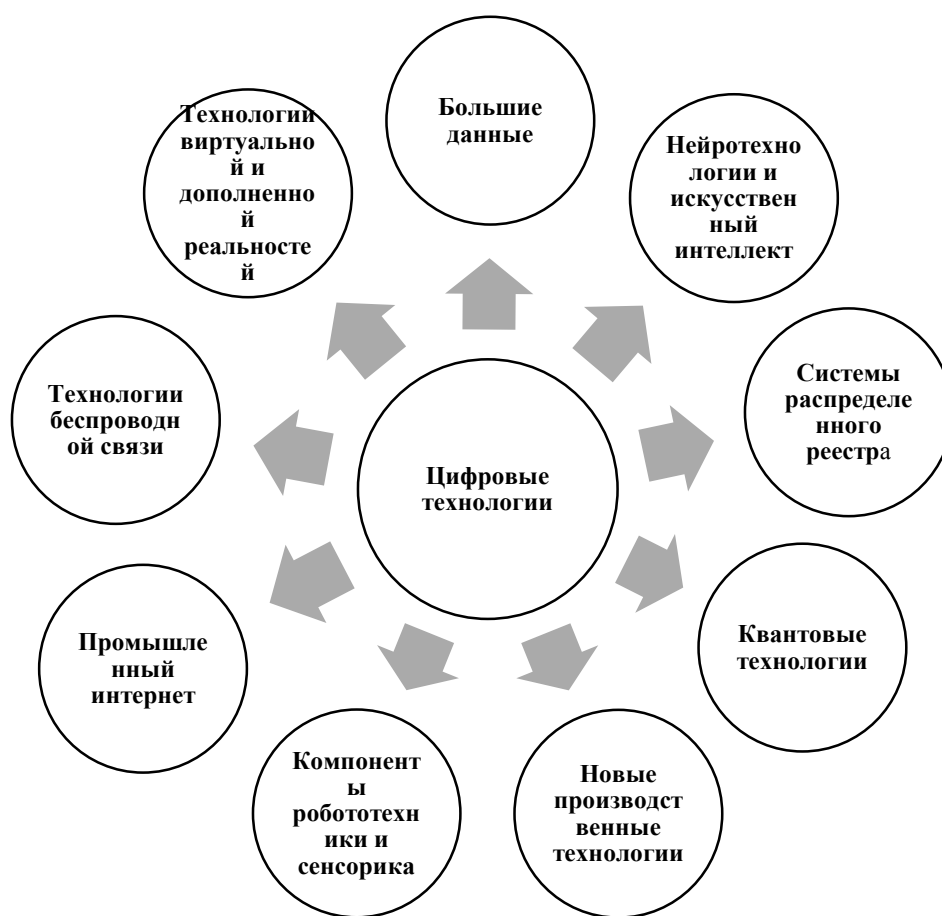 Большие
данные
Нейротехно
логии и
искусствен
ный
интеллект
Системы
распределе
нного
реестра
Квантовые
технологии
Новые
производст
венные
технологии
Компонент
ы
робототехн
ики и
сенсорика
Промышле
нный
интернет
Технологии
беспроводн
ой связи
Технологии
виртуально
й и
дополненно
й
реальносте
й
Цифровые
технологии